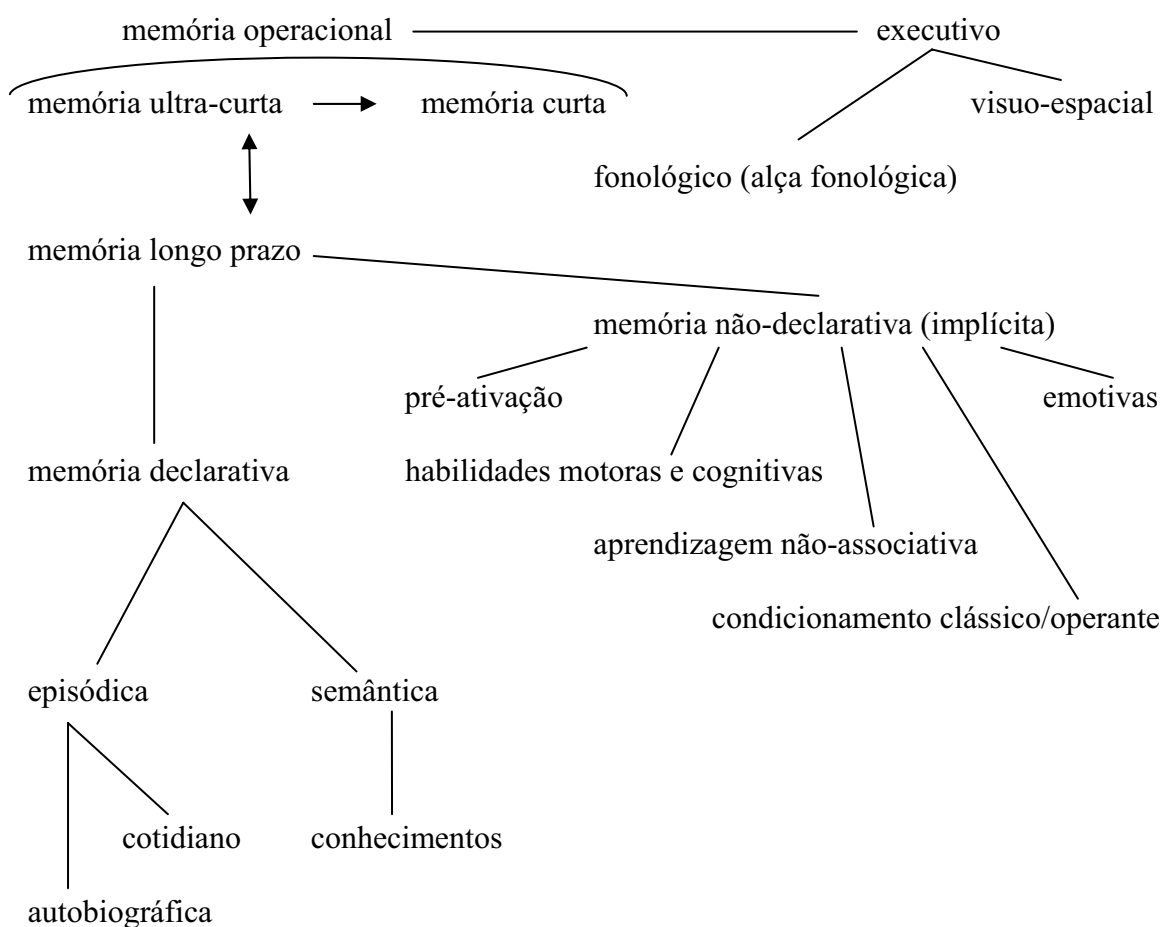 memória operacional executivo
memória ultra-curta memória curta visuo-espacial
fonológico (alça fonológica)
memória longo prazo
memória não-declarativa (implícita)
pré-ativação emotivas
memória declarativa habilidades motoras e cognitivas
aprendizagem não-associativa
condicionamento clássico/operante
episódica semântica
cotidiano conhecimentos
autobiográfica